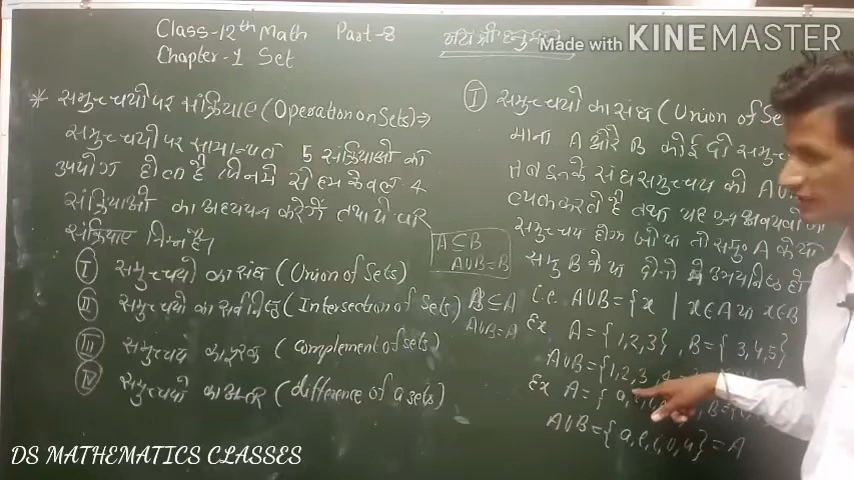 Class-12th Math Part-8
Chapter-1 Set
Made with KINEMASTER
* समुच्चयो पर संक्रियाए (Operation on Sets) ⇒
समुच्चयो पर सामान्यतः 5 संक्रियाओ का
उपयोग होता है जिनमे से हम केवल 4
संक्रियाओ का अध्ययन करेगें तथा ये चार
संक्रियाए निम्न है।
I समुच्चयो का संघ (Union of Sets)
II समुच्चयो का सर्वनिष्ठ (Intersection of Sets)
III समुच्चय का पूरक (complement of sets)
IV समुच्चयो का अन्तर (difference of a sets)
A⊆B
A∪B=B
B⊆A
A∪B=A
I समुच्चयो का संघ (Union of Se
माना A और B कोई दो समुच्च
तब इनके संघ समुच्चय को A∪
व्यक्त करते है तथा यह उन अवयवो का
समुच्चय होगा जो या तो समु० A के या
समु B के या दोनो मे उभयनिष्ठ हो
i.e. A∪B = {x | x∈A या x∈B
Ex A={1,2,3}, B={ 3,4,5}
A∪B={1,2,3,
Ex A={ a,
A∪B={ a,e,i,o,u} = A
DS MATHEMATICS CLASSES